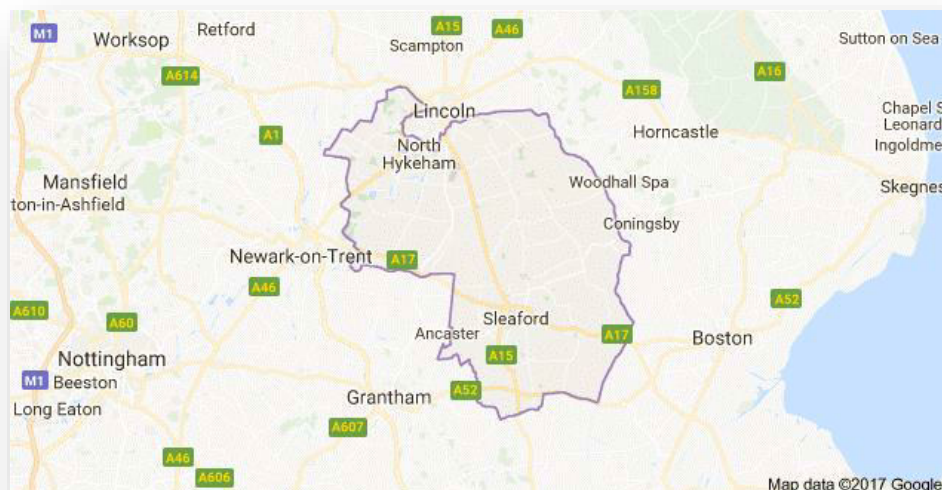 M1
Worksop
Retford
A15
A46
Scampton
Sutton on Sea
A614
A16
A158
Chapel S
Leonard
Ingoldme
Lincoln
A1
Horncastle
North
Hykeham
Mansfield
ton-in-Ashfield
Woodhall Spa
Skegnes
Coningsby
Newark-on-Trent
A17
A46
A52
A610
A60
Sleaford
Ancaster
A17
Boston
Nottingham
A15
M1
Beeston
A52
Grantham
Long Eaton
A607
A46
A606
Map data ©2017 Google